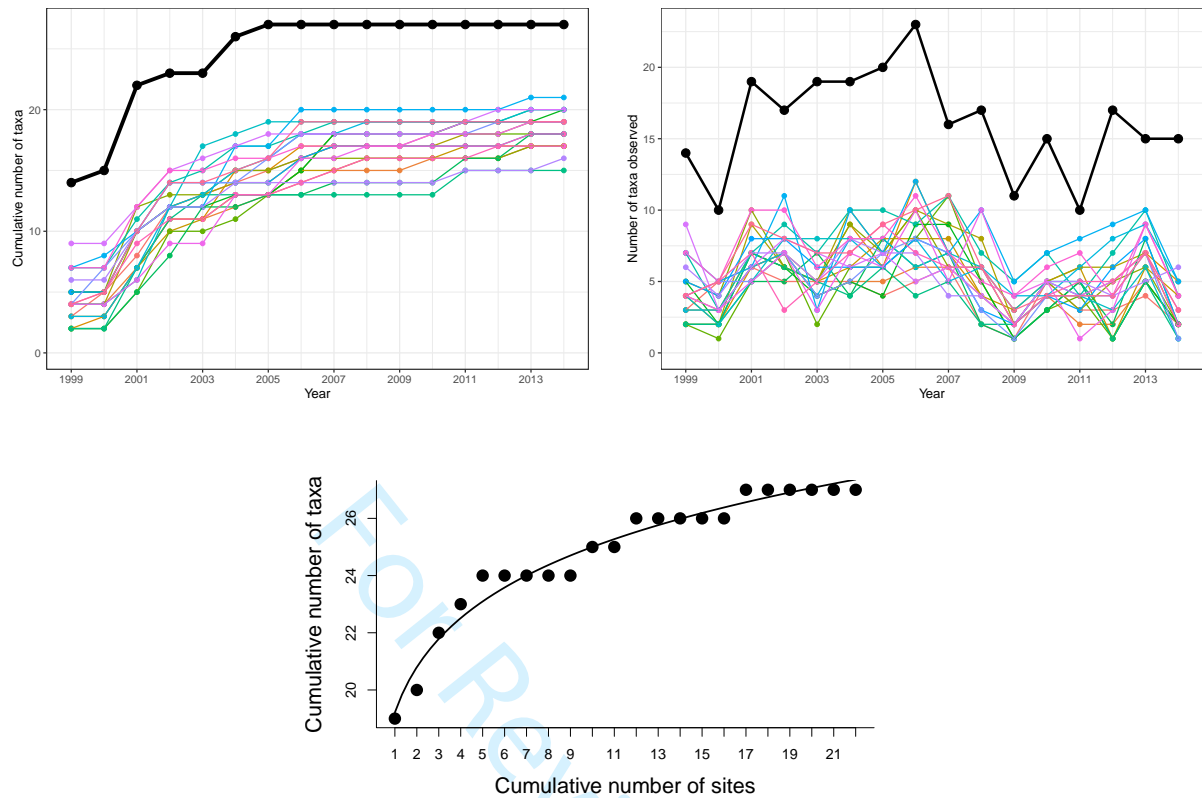 Cumulative number of taxa
20
10
0
1999 2001 2003 2005 2007 2009 2011 2013
Year
Number of taxa observed
20
15
10
5
0
1999 2001 2003 2005 2007 2009 2011 2013
Year
Cumulative number of taxa
26
24
22
20
1 2 3 4 5 6 7 8 9 11 13 15 17 19 21
Cumulative number of sites
For Rev